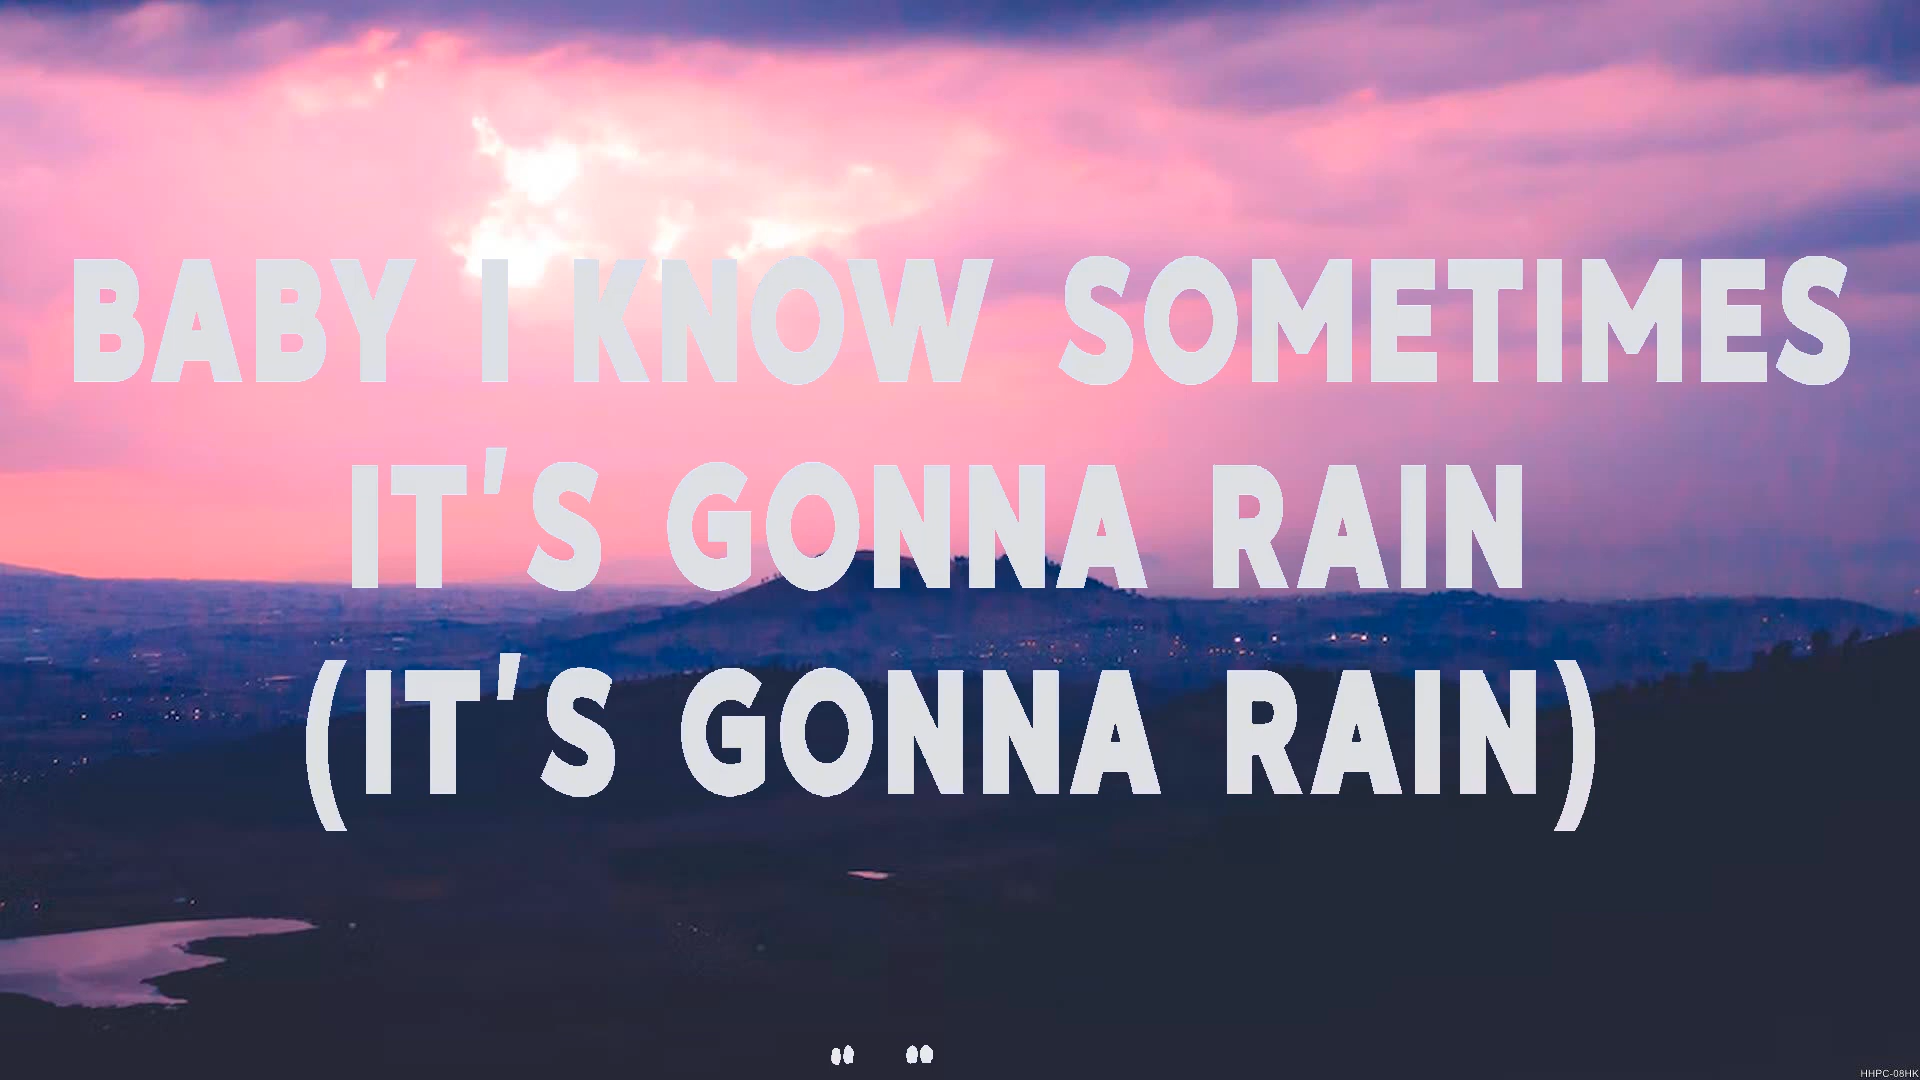 BABY I KNOW SOMETIMES
IT'S GONNA RAIN
(IT'S GONNA RAIN)
HHPC-08HK